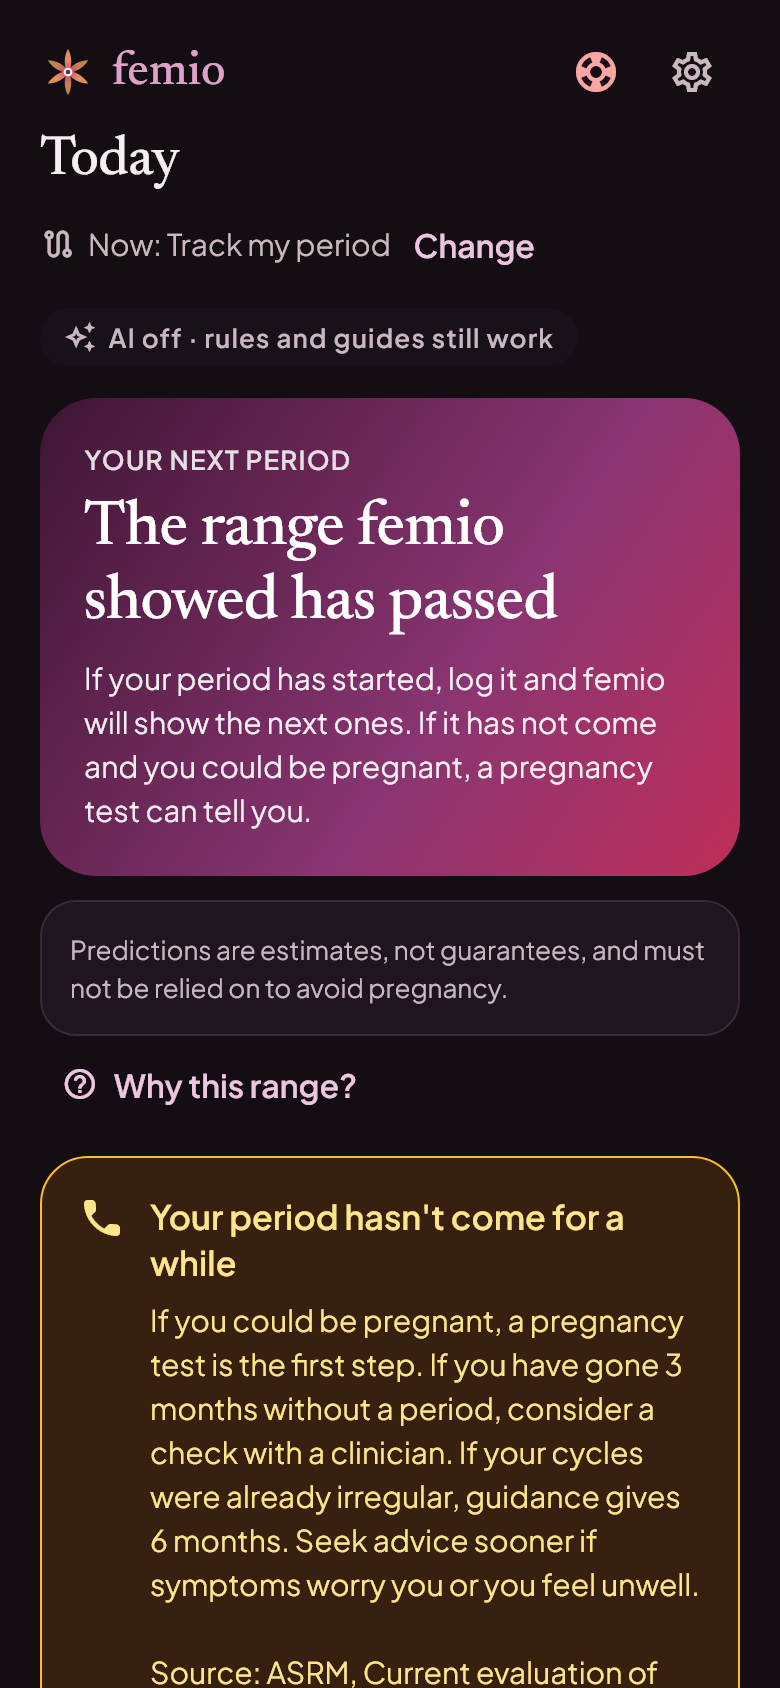 femio
Today
Now: Track my period Change
AI off · rules and guides still work
YOUR NEXT PERIOD
The range femio
showed has passed
If your period has started, log it and femio
will show the next ones. If it has not come
and you could be pregnant, a pregnancy
test can tell you.
Predictions are estimates, not guarantees, and must
not be relied on to avoid pregnancy.
Why this range?
Your period hasn't come for a
while
If you could be pregnant, a pregnancy
test is the first step. If you have gone 3
months without a period, consider a
check with a clinician. If your cycles
were already irregular, guidance gives
6 months. Seek advice sooner if
symptoms worry you or you feel unwell.
Source: ASRM, Current evaluation of